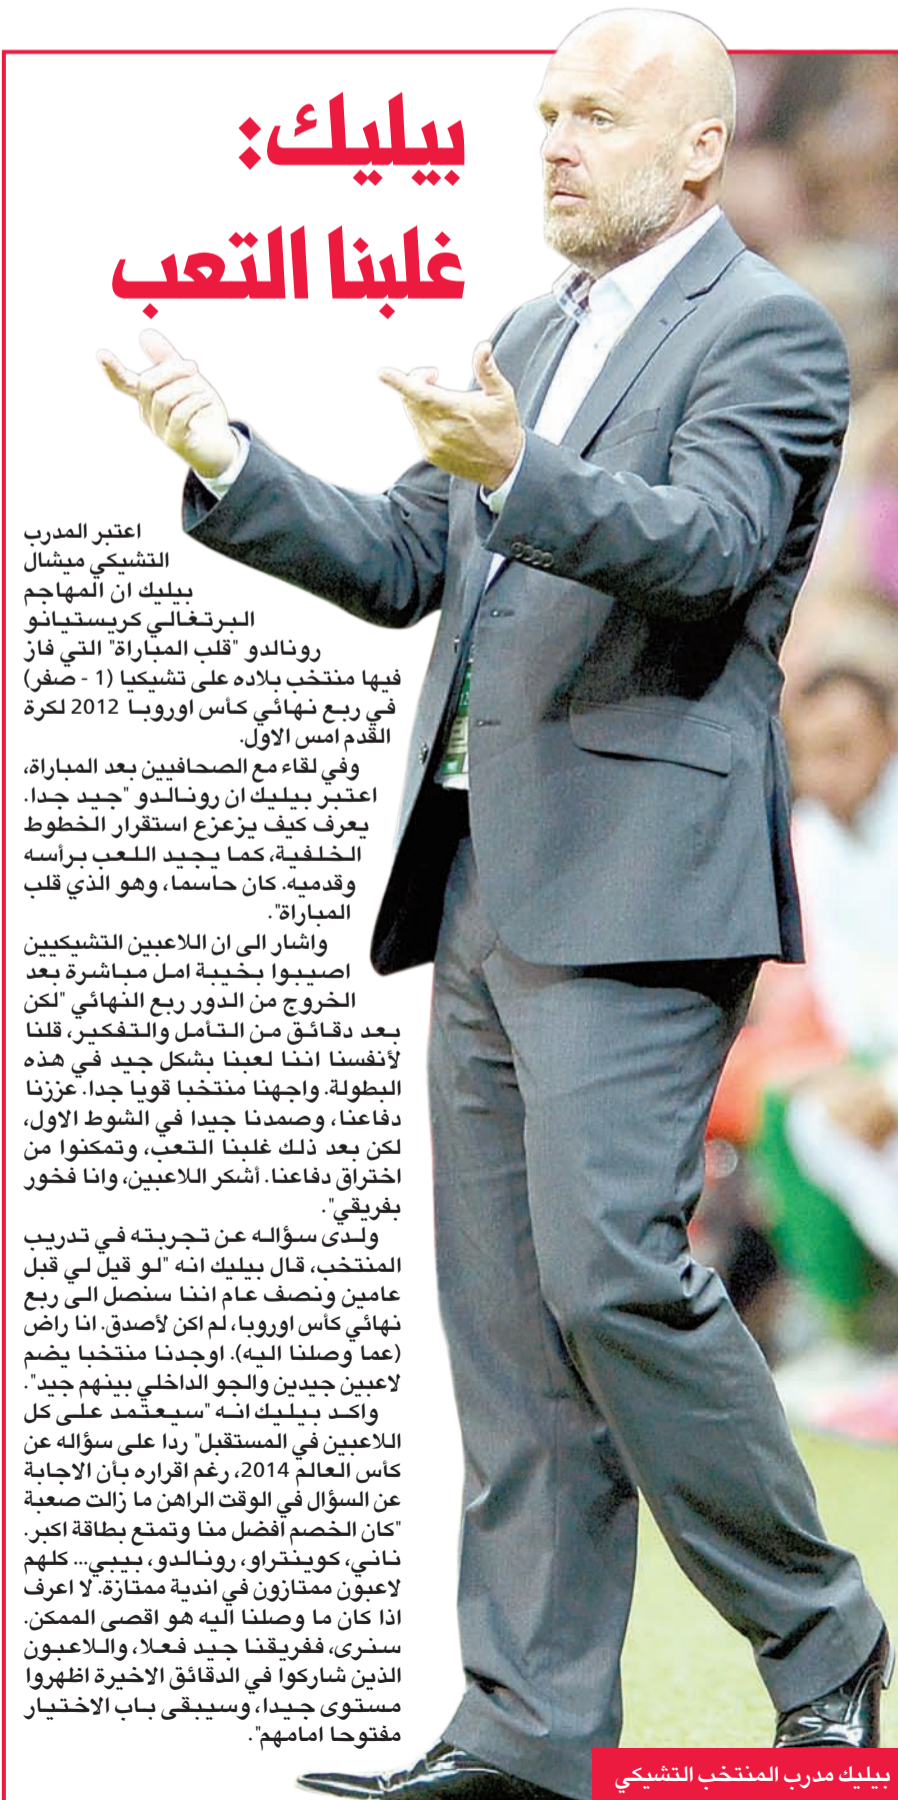 بيليك:
غلبنا التعب
اعتبر المدرب
التشيكي ميشال
بيليك ان المهاجم
البرتغالي كريستيانو
رونالدو "قلب المباراة" التي فاز
فيها منتخب بلاده على تشيكيا (1 - صفر)
في ربع نهائي كأس اوروبا 2012 لكرة
القدم امس الاول.
وفي لقاء مع الصحافيين بعد المباراة،
اعتبر بيليك ان رونالدو "جيد جدا.
يعرف كيف يزعزع استقرار الخطوط
الخلفية، كما يجيد اللعب برأسه
وقدميه. كان حاسما، وهو الذي قلب
المباراة".
واشار الى ان اللاعبين التشيكيين
اصيبوا بخيبة امل مباشرة بعد
الخروج من الدور ربع النهائي "لكن
بعد دقائق من التأمل والتفكير، قلنا
لأنفسنا اننا لعبنا بشكل جيد في هذه
البطولة. واجهنا منتخبا قويا جدا. عززنا
دفاعنا، وصمدنا جيدا في الشوط الاول،
لكن بعد ذلك غلبنا التعب، وتمكنوا من
اختراق دفاعنا. أشكر اللاعبين، وانا فخور
بفريقي".
ولدى سؤاله عن تجربته في تدريب
المنتخب، قال بيليك انه "لو قيل لي قبل
عامين ونصف عام اننا سنصل الى ربع
نهائي كأس اوروبا، لم اكن لأصدق. انا راض
(عما وصلنا اليه). اوجدنا منتخبا يضم
لاعبين جيدين والجو الداخلي بينهم جيد".
واكد بيليك انه "سيعتمد على كل
اللاعبين في المستقبل" ردا على سؤاله عن
كأس العالم 2014، رغم اقراره بأن الاجابة
عن السؤال في الوقت الراهن ما زالت صعبة
"كان الخصم افضل منا وتمتع بطاقة اكبر.
ناني، كوينتراو، رونالدو، بيبي... كلهم
لاعبون ممتازون في اندية ممتازة. لا اعرف
اذا كان ما وصلنا اليه هو اقصى الممكن.
سنرى، ففريقنا جيد فعلا، واللاعبون
الذين شاركوا في الدقائق الاخيرة اظهروا
مستوى جيدا، وسيبقى باب الاختيار
مفتوحا امامهم".
بيليك مدرب المنتخب التشيكي